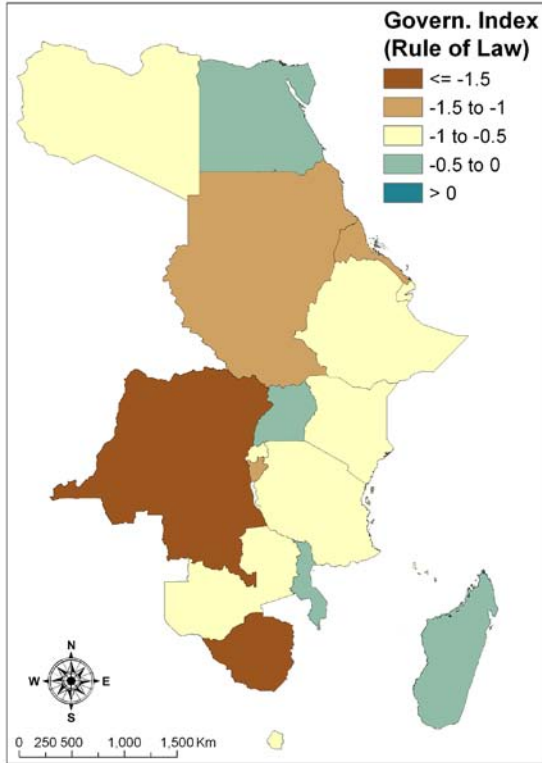 Govern. Index
(Rule of Law)
<= -1.5
-1.5 to -1
-1 to -0.5
-0.5 to 0
> 0
N
W E
S
0 250 500 1,000 1,500 Km